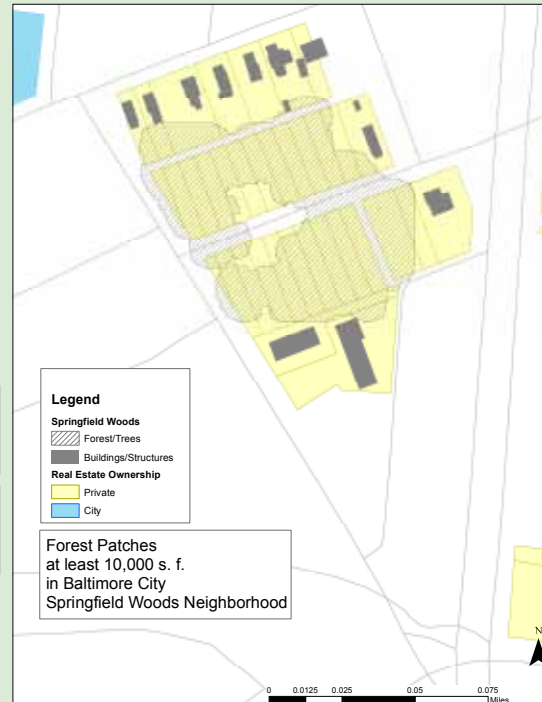 Legend
Springfield Woods
Forest/Trees
Buildings/Structures
Real Estate Ownership
Private
City
Forest Patches
at least 10,000 s. f.
in Baltimore City
Springfield Woods Neighborhood
N
0 0.0125 0.025 0.05 0.075
Miles